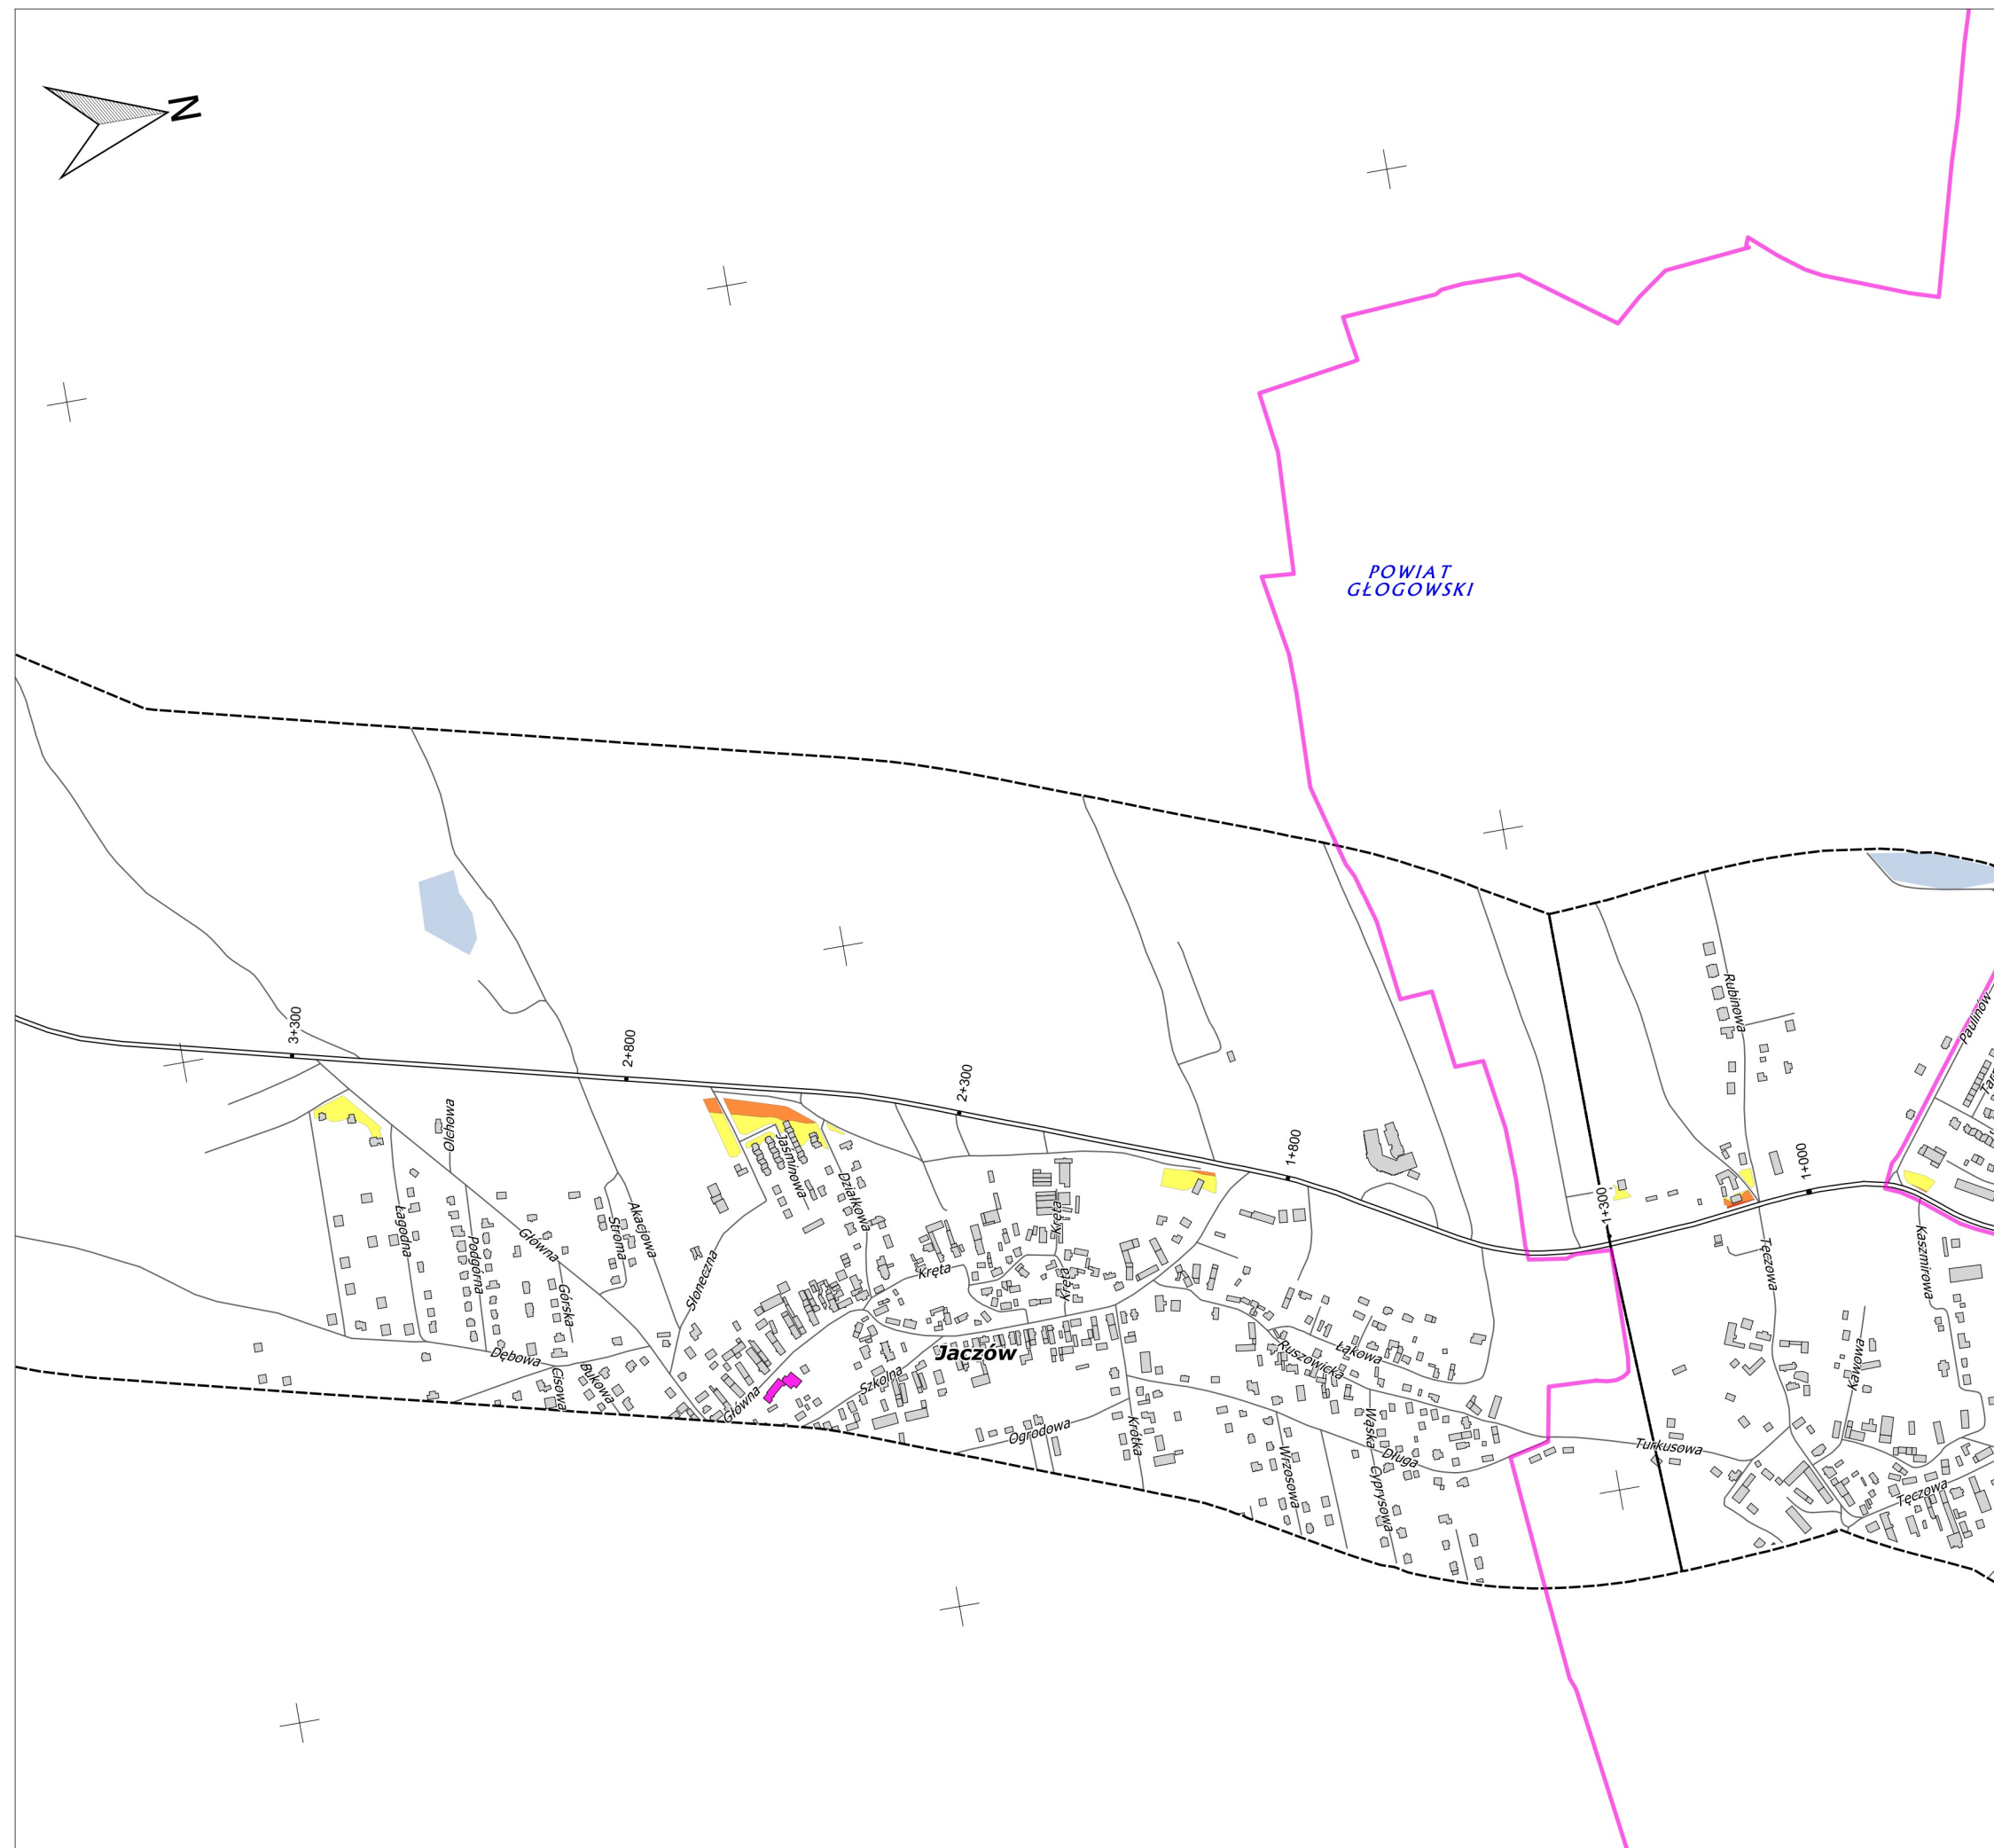 N
POWIAT
GŁOGOWSKI
3+300
2+800
2+300
1+800
1+300
1+000
Rubinowa
Paulinów
Olchowa
Jaśminowa
Działkowa
Łagodna
Podgórna
Główna
Stroma
Akacjowa
Słoneczna
Górska
Kręta
Kręta
Kręta
Tęczowa
Kaszmirowa
Dębowa
Cisowa
Bukowa
Główna
Szkolna
Jaczów
Ruszowicka
Łąkowa
Kawowa
Ogrodowa
Krótka
Wrzosowa
Wąska
Długa
Cyprysowa
Turkusowa
Tęczowa